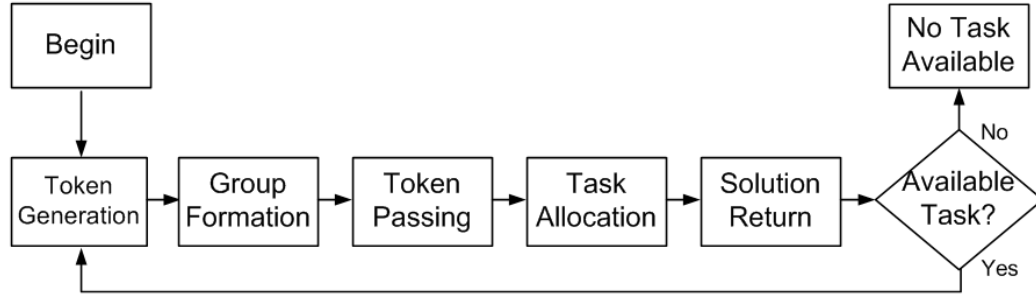 Begin
No Task
Available
Token
Generation
Group
Formation
Token
Passing
Task
Allocation
Solution
Return
Available
Task?
No
Yes